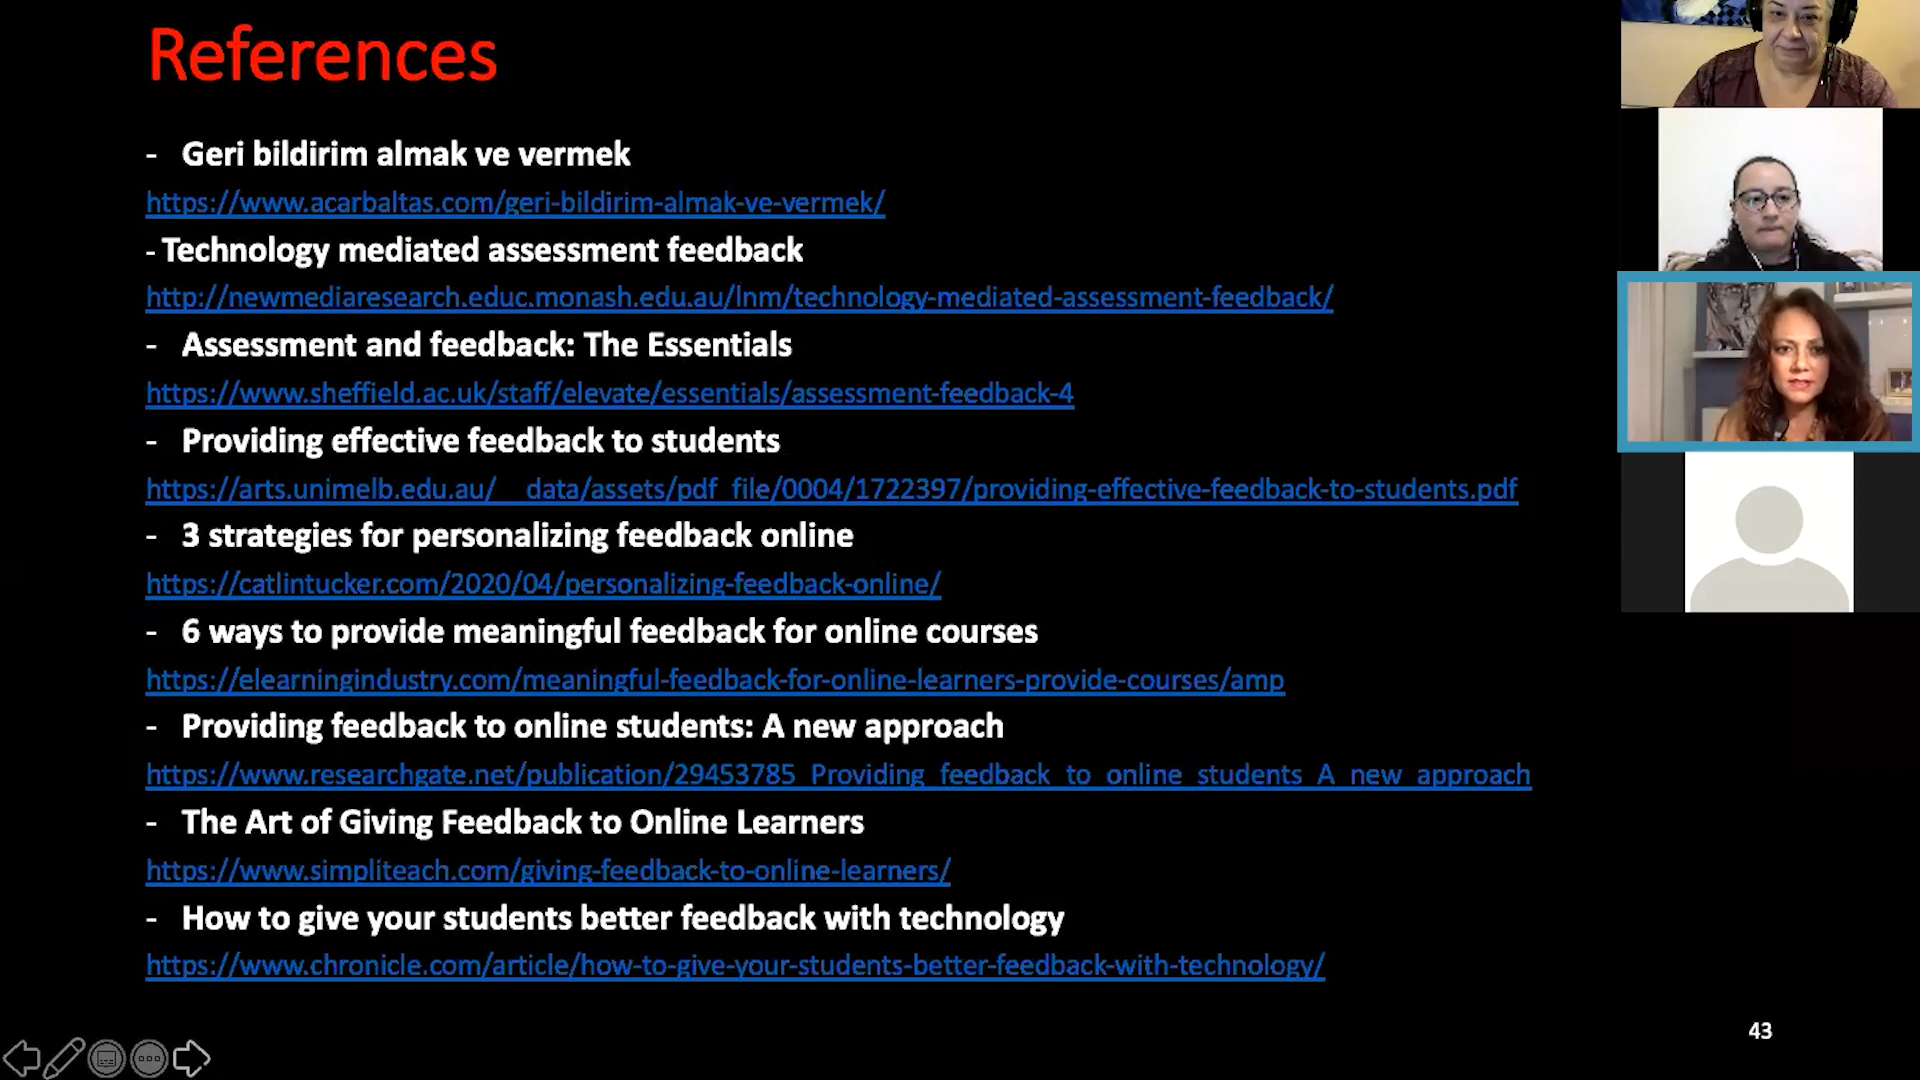 References
- Geri bildirim almak ve vermek
https://www.acarbaltas.com/geri-bildirim-almak-ve-vermek/
- Technology mediated assessment feedback
http://newmediaresearch.educ.monash.edu.au/lnm/technology-mediated-assessment-feedback/
- Assessment and feedback: The Essentials
https://www.sheffield.ac.uk/staff/elevate/essentials/assessment-feedback-4
- Providing effective feedback to students
https://arts.unimelb.edu.au/__data/assets/pdf_file/0004/1722397/providing-effective-feedback-to-students.pdf
- 3 strategies for personalizing feedback online
https://catlintucker.com/2020/04/personalizing-feedback-online/
- 6 ways to provide meaningful feedback for online courses
https://elearningindustry.com/meaningful-feedback-for-online-learners-provide-courses/amp
- Providing feedback to online students: A new approach
https://www.researchgate.net/publication/29453785_Providing_feedback_to_online_students_A_new_approach
- The Art of Giving Feedback to Online Learners
https://www.simpliteach.com/giving-feedback-to-online-learners/
- How to give your students better feedback with technology
https://www.chronicle.com/article/how-to-give-your-students-better-feedback-with-technology/
43